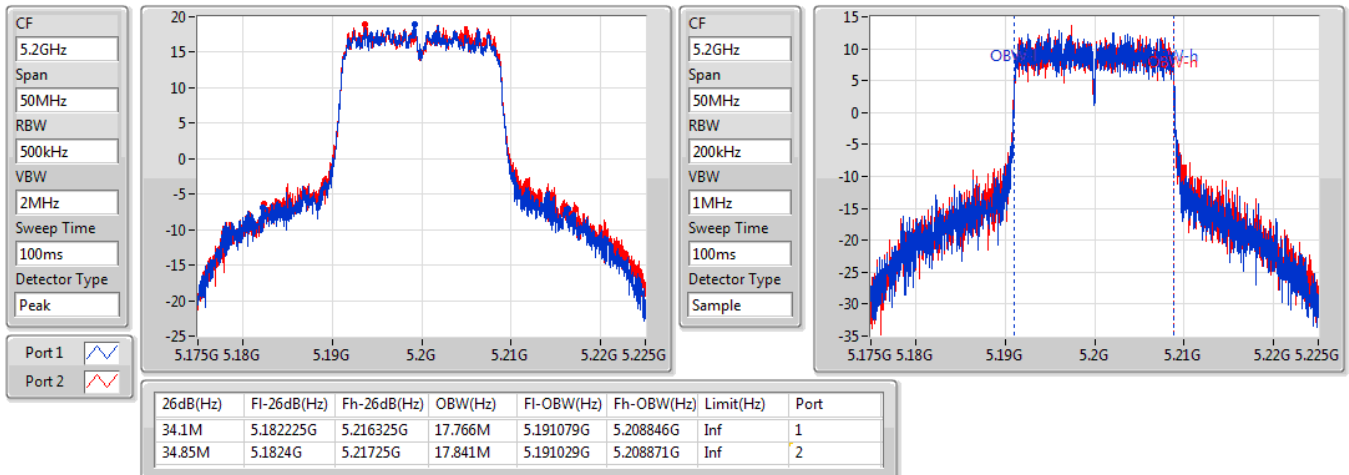 CF
5.2GHz
Span
50MHz
RBW
500kHz
VBW
2MHz
Sweep Time
100ms
Detector Type
Peak
Port 1
Port 2
20
15
10
5
0
-5
-10
-15
-20
-25
5.175G 5.18G 5.19G 5.2G 5.21G 5.22G 5.225G
CF
5.2GHz
Span
50MHz
RBW
200kHz
VBW
1MHz
Sweep Time
100ms
Detector Type
Sample
15
10
5
0
-5
-10
-15
-20
-25
-30
-35
5.175G 5.18G 5.19G 5.2G 5.21G 5.22G 5.225G
26dB(Hz) Fl-26dB(Hz) Fh-26dB(Hz) OBW(Hz) Fl-OBW(Hz) Fh-OBW(Hz) Limit(Hz) Port
34.1M 5.182225G 5.216325G 17.766M 5.191079G 5.208846G Inf 1
34.85M 5.1824G 5.21725G 17.841M 5.191029G 5.208871G Inf 2